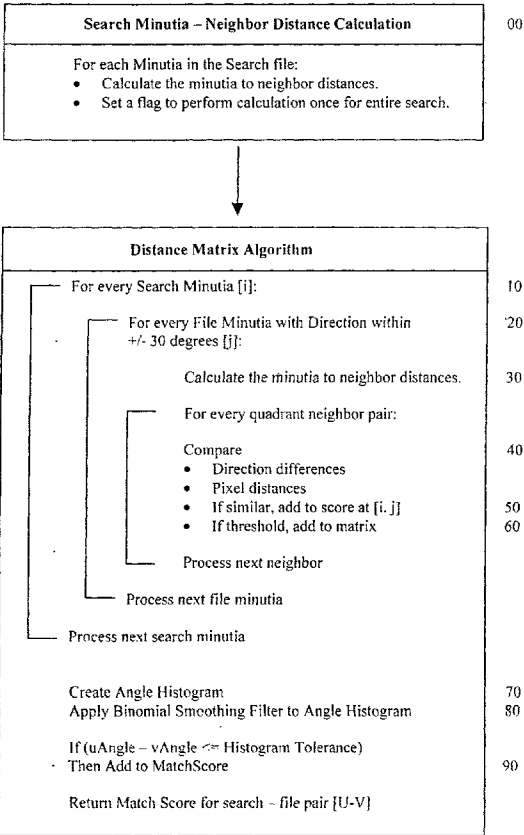 Search Minutia – Neighbor Distance Calculation 00
For each Minutia in the Search file:
• Calculate the minutia to neighbor distances.
• Set a flag to perform calculation once for entire search.
Distance Matrix Algorithm
For every Search Minutia [i]: 10
For every File Minutia with Direction within 20
+/- 30 degrees [j]:
Calculate the minutia to neighbor distances. 30
For every quadrant neighbor pair:
Compare 40
• Direction differences
• Pixel distances
• If similar, add to score at [i. j] 50
• If threshold, add to matrix 60
Process next neighbor
Process next file minutia
Process next search minutia
Create Angle Histogram 70
Apply Binomial Smoothing Filter to Angle Histogram 80
If (uAngle – vAngle <= Histogram Tolerance)
Then Add to MatchScore 90
Return Match Score for search – file pair [U-V]